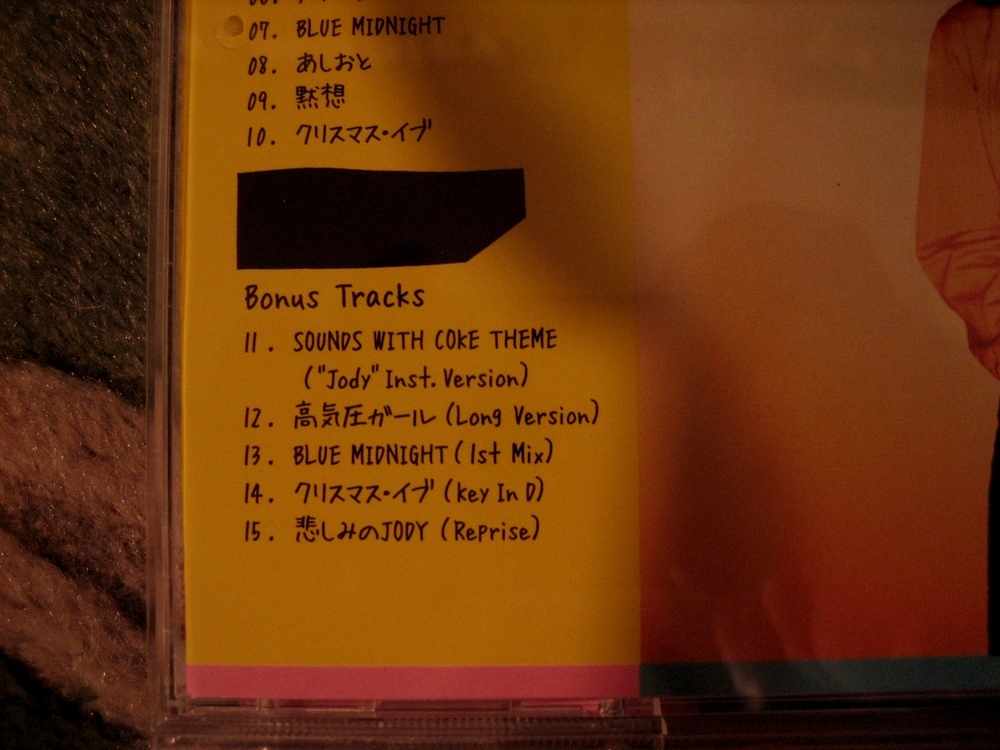 07. BLUE MIDNIGHT
08. あしおと
09. 黙想
10. クリスマス・イブ
Bonus Tracks
11. SOUNDS WITH COKE THEME
("Jody" Inst. Version)
12. 高気圧ガール (Long Version)
13. BLUE MIDNIGHT (1st Mix)
14. クリスマス・イブ (key In D)
15. 悲しみのJODY (Reprise)